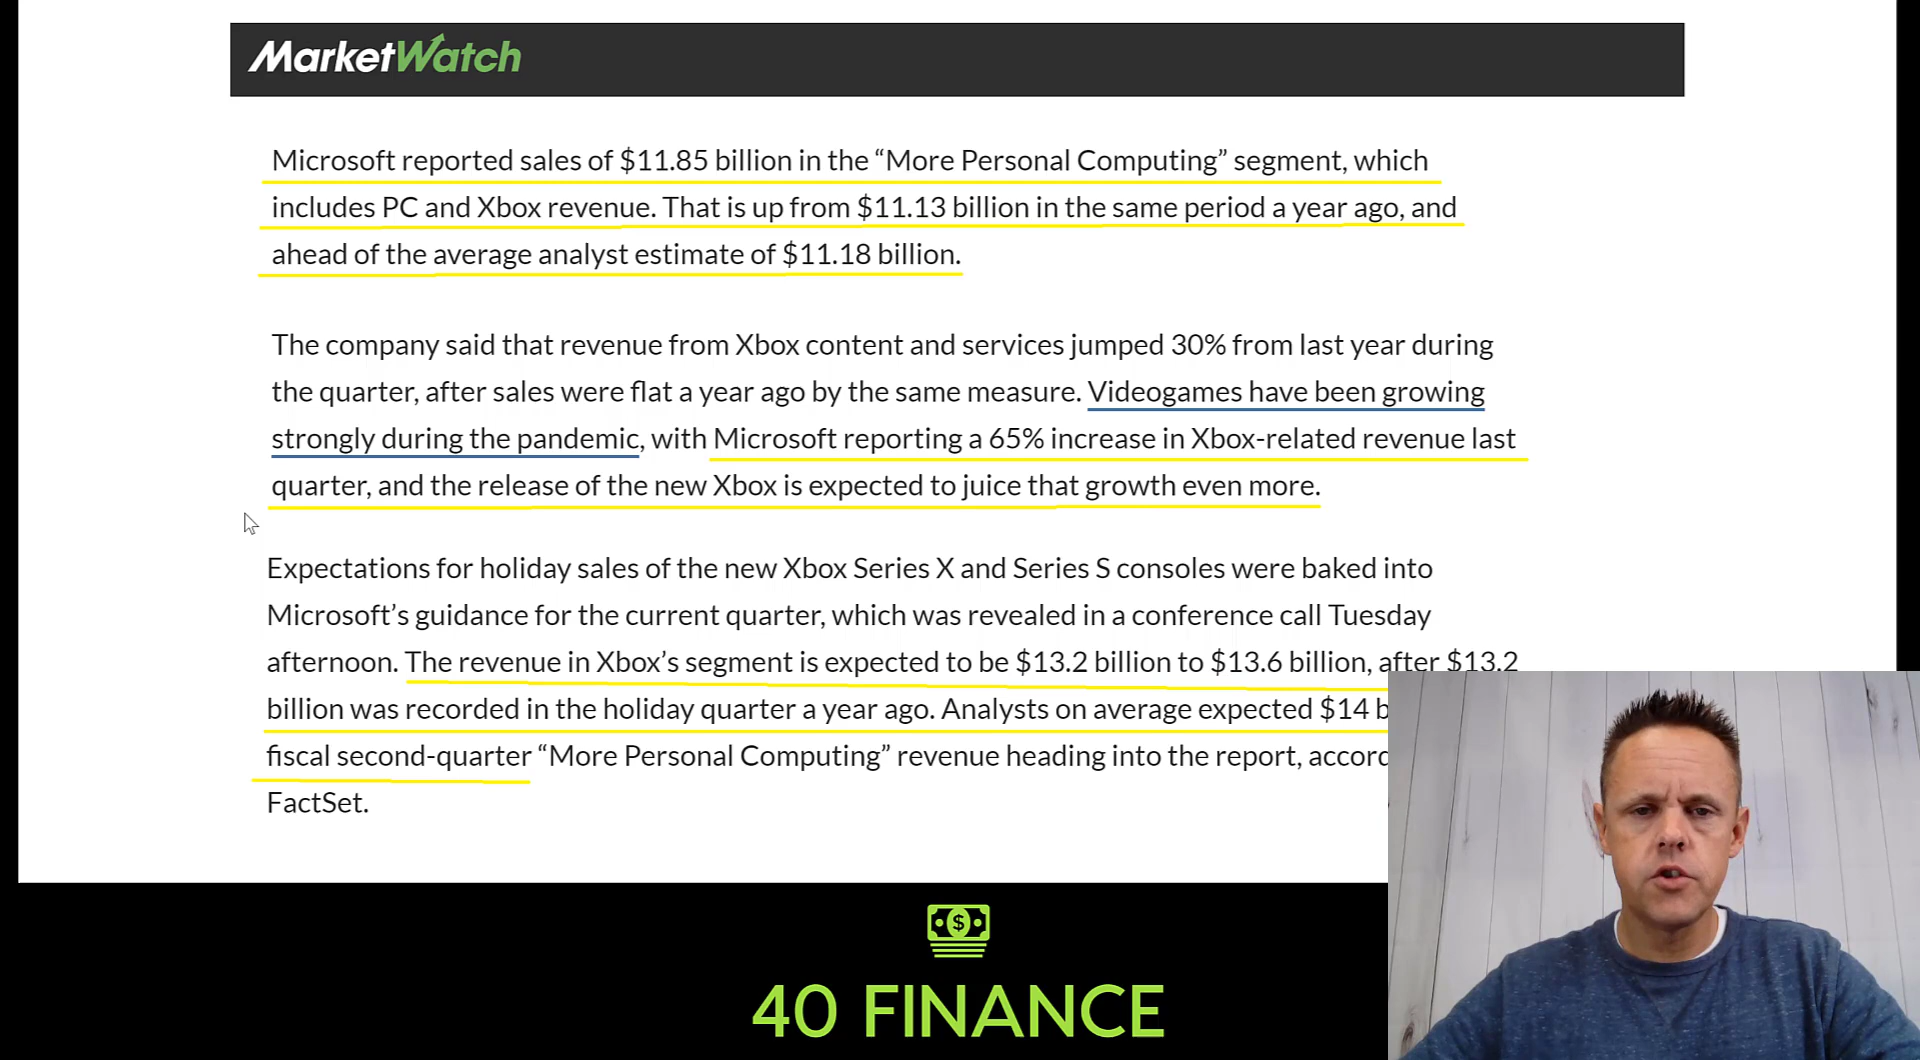 MarketWatch
Microsoft reported sales of $11.85 billion in the “More Personal Computing” segment, which
includes PC and Xbox revenue. That is up from $11.13 billion in the same period a year ago, and
ahead of the average analyst estimate of $11.18 billion.
The company said that revenue from Xbox content and services jumped 30% from last year during
the quarter, after sales were flat a year ago by the same measure. Videogames have been growing
strongly during the pandemic, with Microsoft reporting a 65% increase in Xbox-related revenue last
quarter, and the release of the new Xbox is expected to juice that growth even more.
Expectations for holiday sales of the new Xbox Series X and Series S consoles were baked into
Microsoft’s guidance for the current quarter, which was revealed in a conference call Tuesday
afternoon. The revenue in Xbox’s segment is expected to be $13.2 billion to $13.6 billion, after $13.2
billion was recorded in the holiday quarter a year ago. Analysts on average expected $14
fiscal second-quarter “More Personal Computing” revenue heading into the report,
FactSet.
40 FINANCE